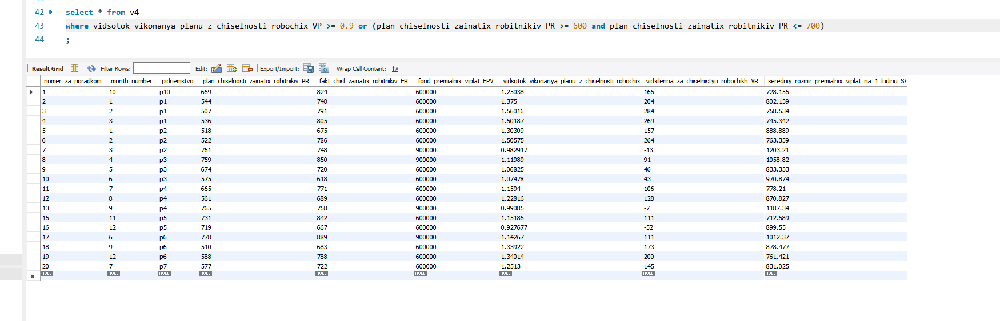 42 select * from v4
43 where vidsotok_vikonanya_planu_z_chiselnosti_robochix_VP >= 0.9 or (plan_chiselnosti_zainatix_robitnikiv_PR >= 600 and plan_chiselnosti_zainatix_robitnikiv_PR <= 700)
44 ;
Result Grid Filter Rows: Edit: Export/Import: Wrap Cell Content:
nomer_za_poradkom month_number pidriemstvo plan_chiselnosti_zainatix_robitnikiv_PR fakt_chisl_zainatix_robitnikiv_FR fond_premialnix_viplat_FPV vidsotok_vikonanya_planu_z_chiselnosti_robochix_ vidxilenna_za_chiselnistyu_robochikh_VR seredniy_rozmir_premialnix_viplat_na_1_ludinu_SV
1 10 p10 659 824 600000 1.25038 165 728.155
2 1 p1 544 748 600000 1.375 204 802.139
3 2 p1 507 791 600000 1.56016 284 758.534
4 3 p1 536 805 600000 1.50187 269 745.342
5 1 p2 518 675 600000 1.30309 157 888.889
6 2 p2 522 786 600000 1.50575 264 763.359
7 3 p2 761 748 900000 0.982917 -13 1203.21
8 4 p3 759 850 900000 1.11989 91 1058.82
9 5 p3 674 720 600000 1.06825 46 833.333
10 6 p3 575 618 600000 1.07478 43 970.874
11 7 p4 665 771 600000 1.1594 106 778.21
12 8 p4 561 689 600000 1.22816 128 870.827
13 9 p4 765 758 900000 0.99085 -7 1187.34
15 11 p5 731 842 600000 1.15185 111 712.589
16 12 p5 719 667 600000 0.927677 -52 899.55
17 6 p6 778 889 900000 1.14267 111 1012.37
18 9 p6 510 683 600000 1.33922 173 878.477
19 12 p6 588 788 600000 1.34014 200 761.421
20 7 p7 577 722 600000 1.2513 145 831.025
NULL NULL NULL NULL NULL NULL NULL NULL NULL